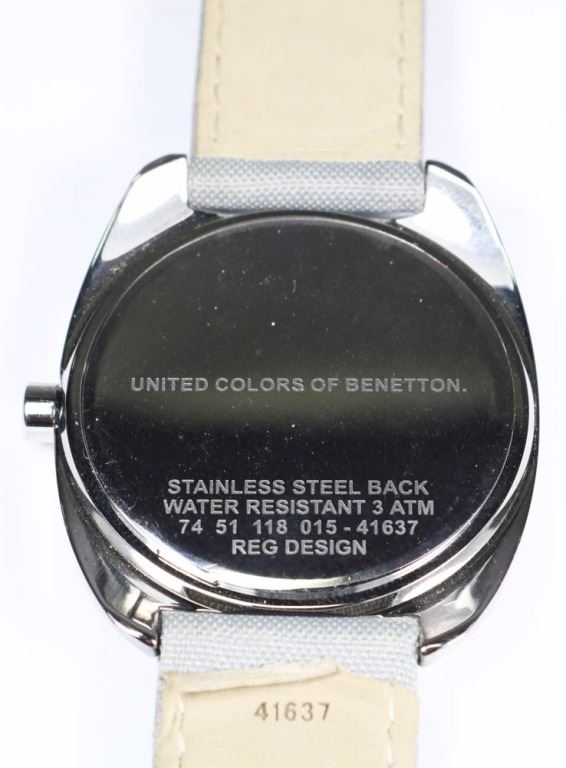 UNITED COLORS OF BENETTON.
STAINLESS STEEL BACK
WATER RESISTANT 3 ATM
74 51 118 015 - 41637
REG DESIGN
41637